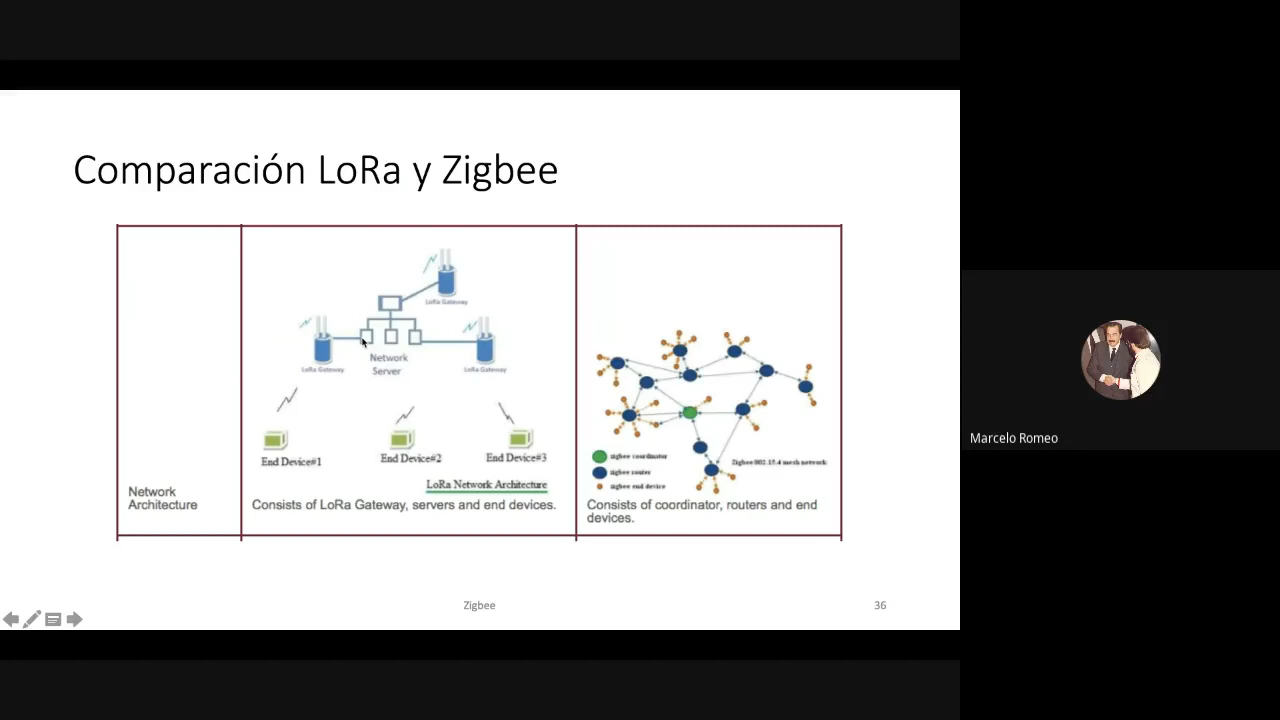 Comparación LoRa y Zigbee
LoRa Gateway
LoRa Gateway
Network
Server
LoRa Gateway
End Device#1
End Device#2
End Device#3
LoRa Network Architecture
zigbee coordinator
zigbee router
zigbee end device
Zigbee 802.15.4 mesh network
Network
Architecture
Consists of LoRa Gateway, servers and end devices.
Consists of coordinator, routers and end
devices.
Zigbee
36
Marcelo Romeo